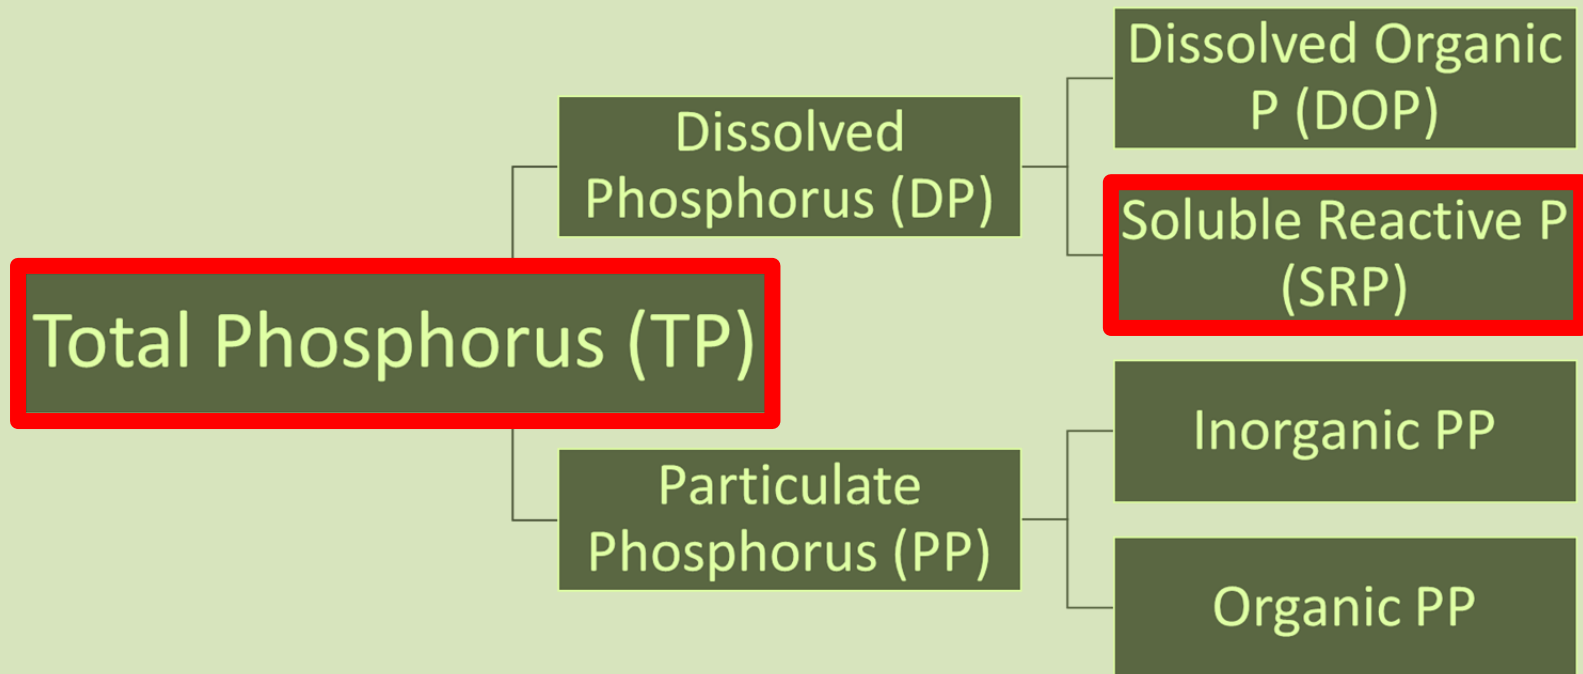 Total Phosphorus (TP)
Dissolved
Phosphorus (DP)
Dissolved Organic
P (DOP)
Soluble Reactive P
(SRP)
Particulate
Phosphorus (PP)
Inorganic PP
Organic PP